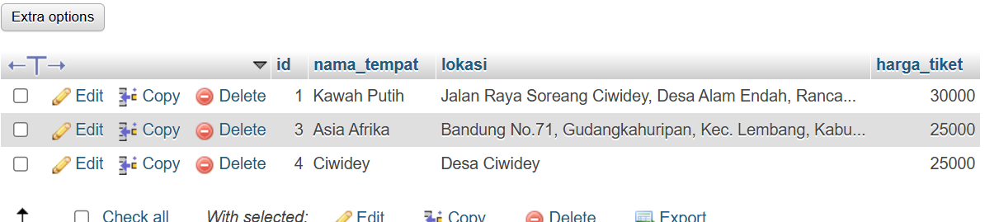 Extra options
id nama_tempat lokasi harga_tiket
Edit Copy Delete 1 Kawah Putih Jalan Raya Soreang Ciwidey, Desa Alam Endah, Ranca... 30000
Edit Copy Delete 3 Asia Afrika Bandung No.71, Gudangkahuripan, Kec. Lembang, Kabu... 25000
Edit Copy Delete 4 Ciwidey Desa Ciwidey 25000
Check all With selected: Edit Copy Delete Export